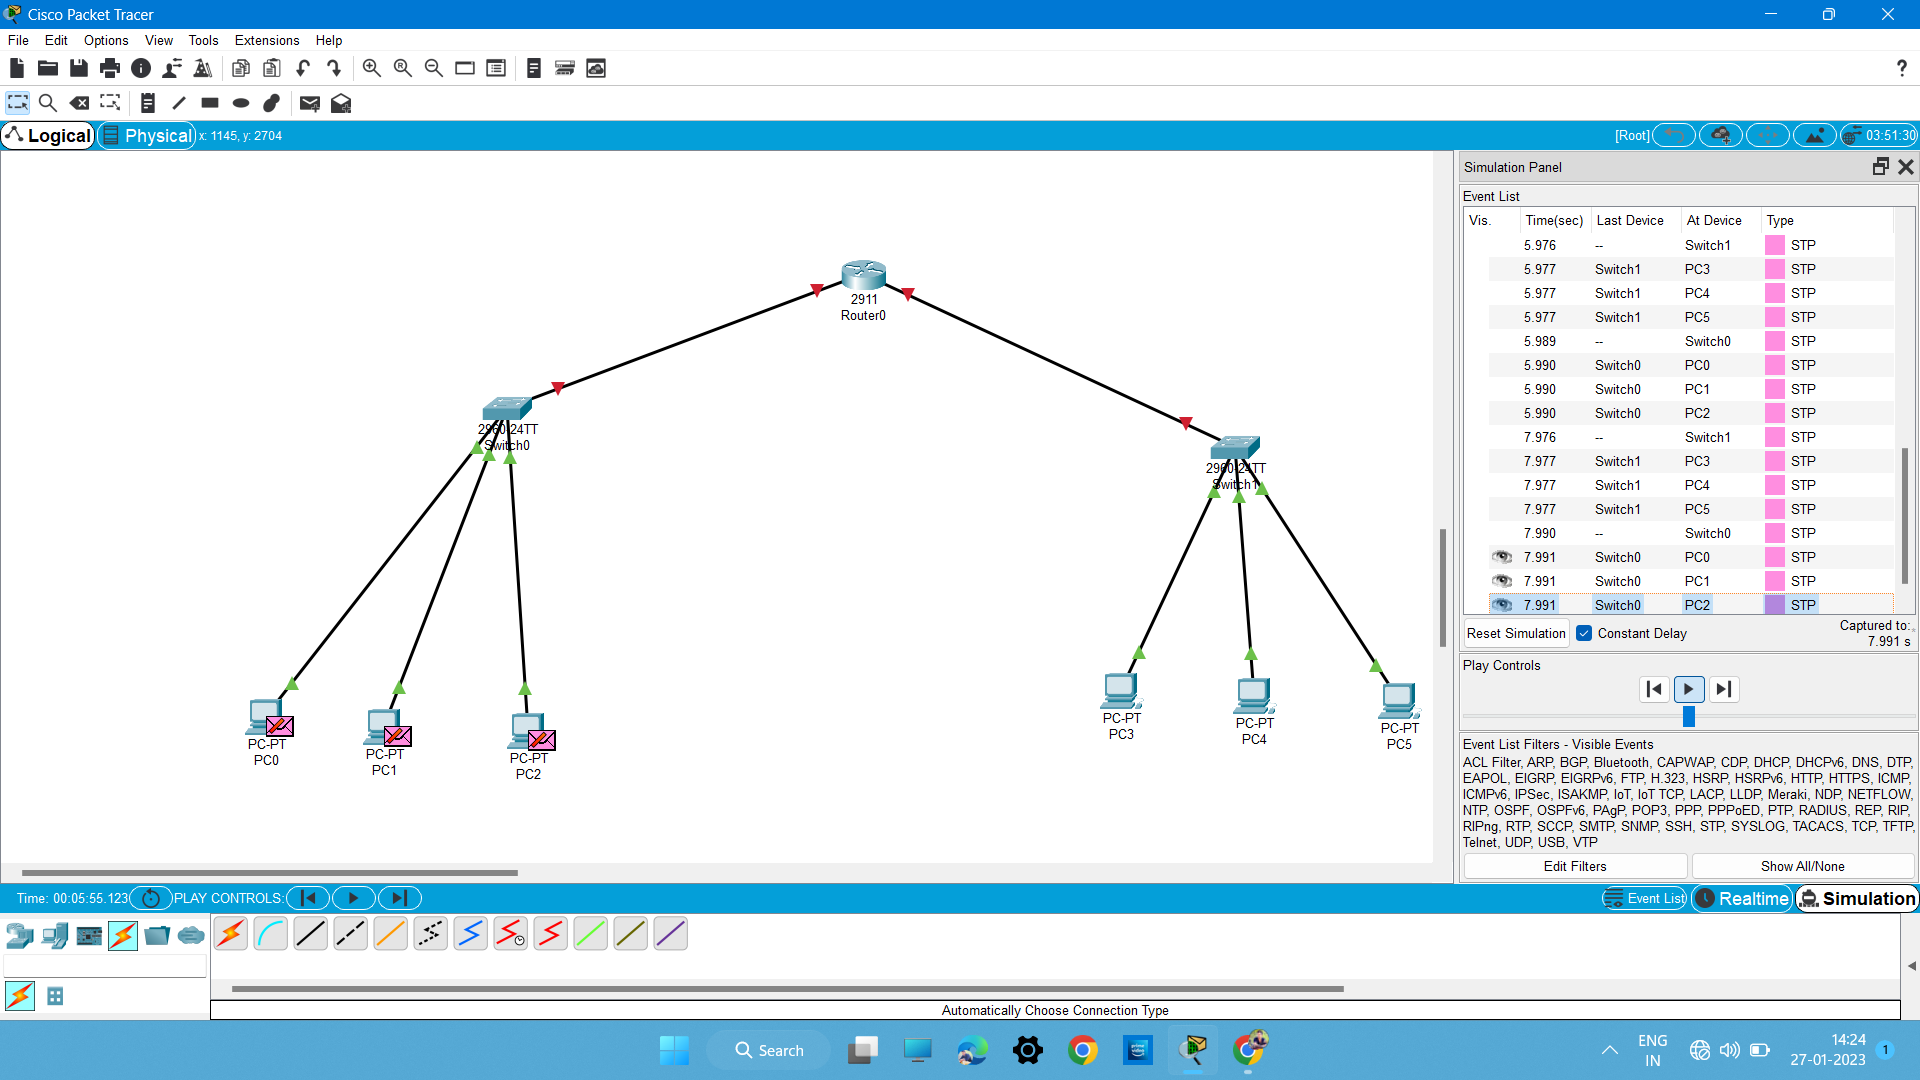 Cisco Packet Tracer
File Edit Options View Tools Extensions Help
?
Logical Physical x: 1145, y: 2704 [Root] 03:51:30
2911
Router0
2960-24TT
Switch0
2960-24TT
Switch1
PC-PT
PC0
PC-PT
PC1
PC-PT
PC2
PC-PT
PC3
PC-PT
PC4
PC-PT
PC5
Simulation Panel
Event List
Vis. Time(sec) Last Device At Device Type
5.976 -- Switch1 STP
5.977 Switch1 PC3 STP
5.977 Switch1 PC4 STP
5.977 Switch1 PC5 STP
5.989 -- Switch0 STP
5.990 Switch0 PC0 STP
5.990 Switch0 PC1 STP
5.990 Switch0 PC2 STP
7.976 -- Switch1 STP
7.977 Switch1 PC3 STP
7.977 Switch1 PC4 STP
7.977 Switch1 PC5 STP
7.990 -- Switch0 STP
7.991 Switch0 PC0 STP
7.991 Switch0 PC1 STP
7.991 Switch0 PC2 STP
Reset Simulation Constant Delay Captured to:
7.991 s
Play Controls
Event List Filters - Visible Events
ACL Filter, ARP, BGP, Bluetooth, CAPWAP, CDP, DHCP, DHCPv6, DNS, DTP,
EAPOL, EIGRP, EIGRPv6, FTP, H.323, HSRP, HSRPv6, HTTP, HTTPS, ICMP,
ICMPv6, IPSec, ISAKMP, IoT, IoT TCP, LACP, LLDP, Meraki, NDP, NETFLOW,
NTP, OSPF, OSPFv6, PAgP, POP3, PPP, PPPoED, PTP, RADIUS, REP, RIP,
RIPng, RTP, SCCP, SMTP, SNMP, SSH, STP, SYSLOG, TACACS, TCP, TFTP,
Telnet, UDP, USB, VTP
Edit Filters Show All/None
Time: 00:05:55.123 PLAY CONTROLS: Event List Realtime Simulation
Automatically Choose Connection Type
Search
ENG
IN
14:24
27-01-2023
1